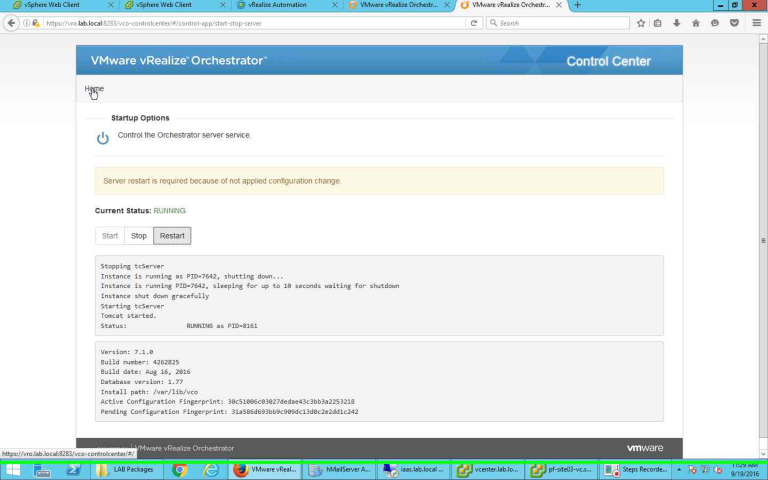 vSphere Web Client
vSphere Web Client
vRealize Automation
VMware vRealize Orchestr...
VMware vRealize Orchestr...
https://vro.lab.local:8283/vco-controlcenter/#/control-app/start-stop-server
Search
VMware vRealize™ Orchestrator™
Control Center
Home
Startup Options
Control the Orchestrator server service.
Server restart is required because of not applied configuration change.
Current Status: RUNNING
Start Stop Restart
Stopping tcServer
Instance is running as PID=7642, shutting down...
Instance is running PID=7642, sleeping for up to 10 seconds waiting for shutdown
Instance shut down gracefully
Starting tcServer
Tomcat started.
Status: RUNNING as PID=8161
Version: 7.1.0
Build number: 4262825
Build date: Aug 16, 2016
Database version: 1.77
Install path: /var/lib/vco
Active Configuration Fingerprint: 30c51006c03027dedae43c3bb3a2253218
Pending Configuration Fingerprint: 31a586d693bb9c909dc13d0c2e2dd1c242
VMware vRealize Orchestrator
vmware
https://vro.lab.local:8283/vco-controlcenter/#/
LAB Packages
VMware vReal...
hMailServer A...
iaas.lab.local ...
vcenter.lab.lo...
pf-site03-vc.s...
Steps Recorde...
11:29 AM
9/19/2016